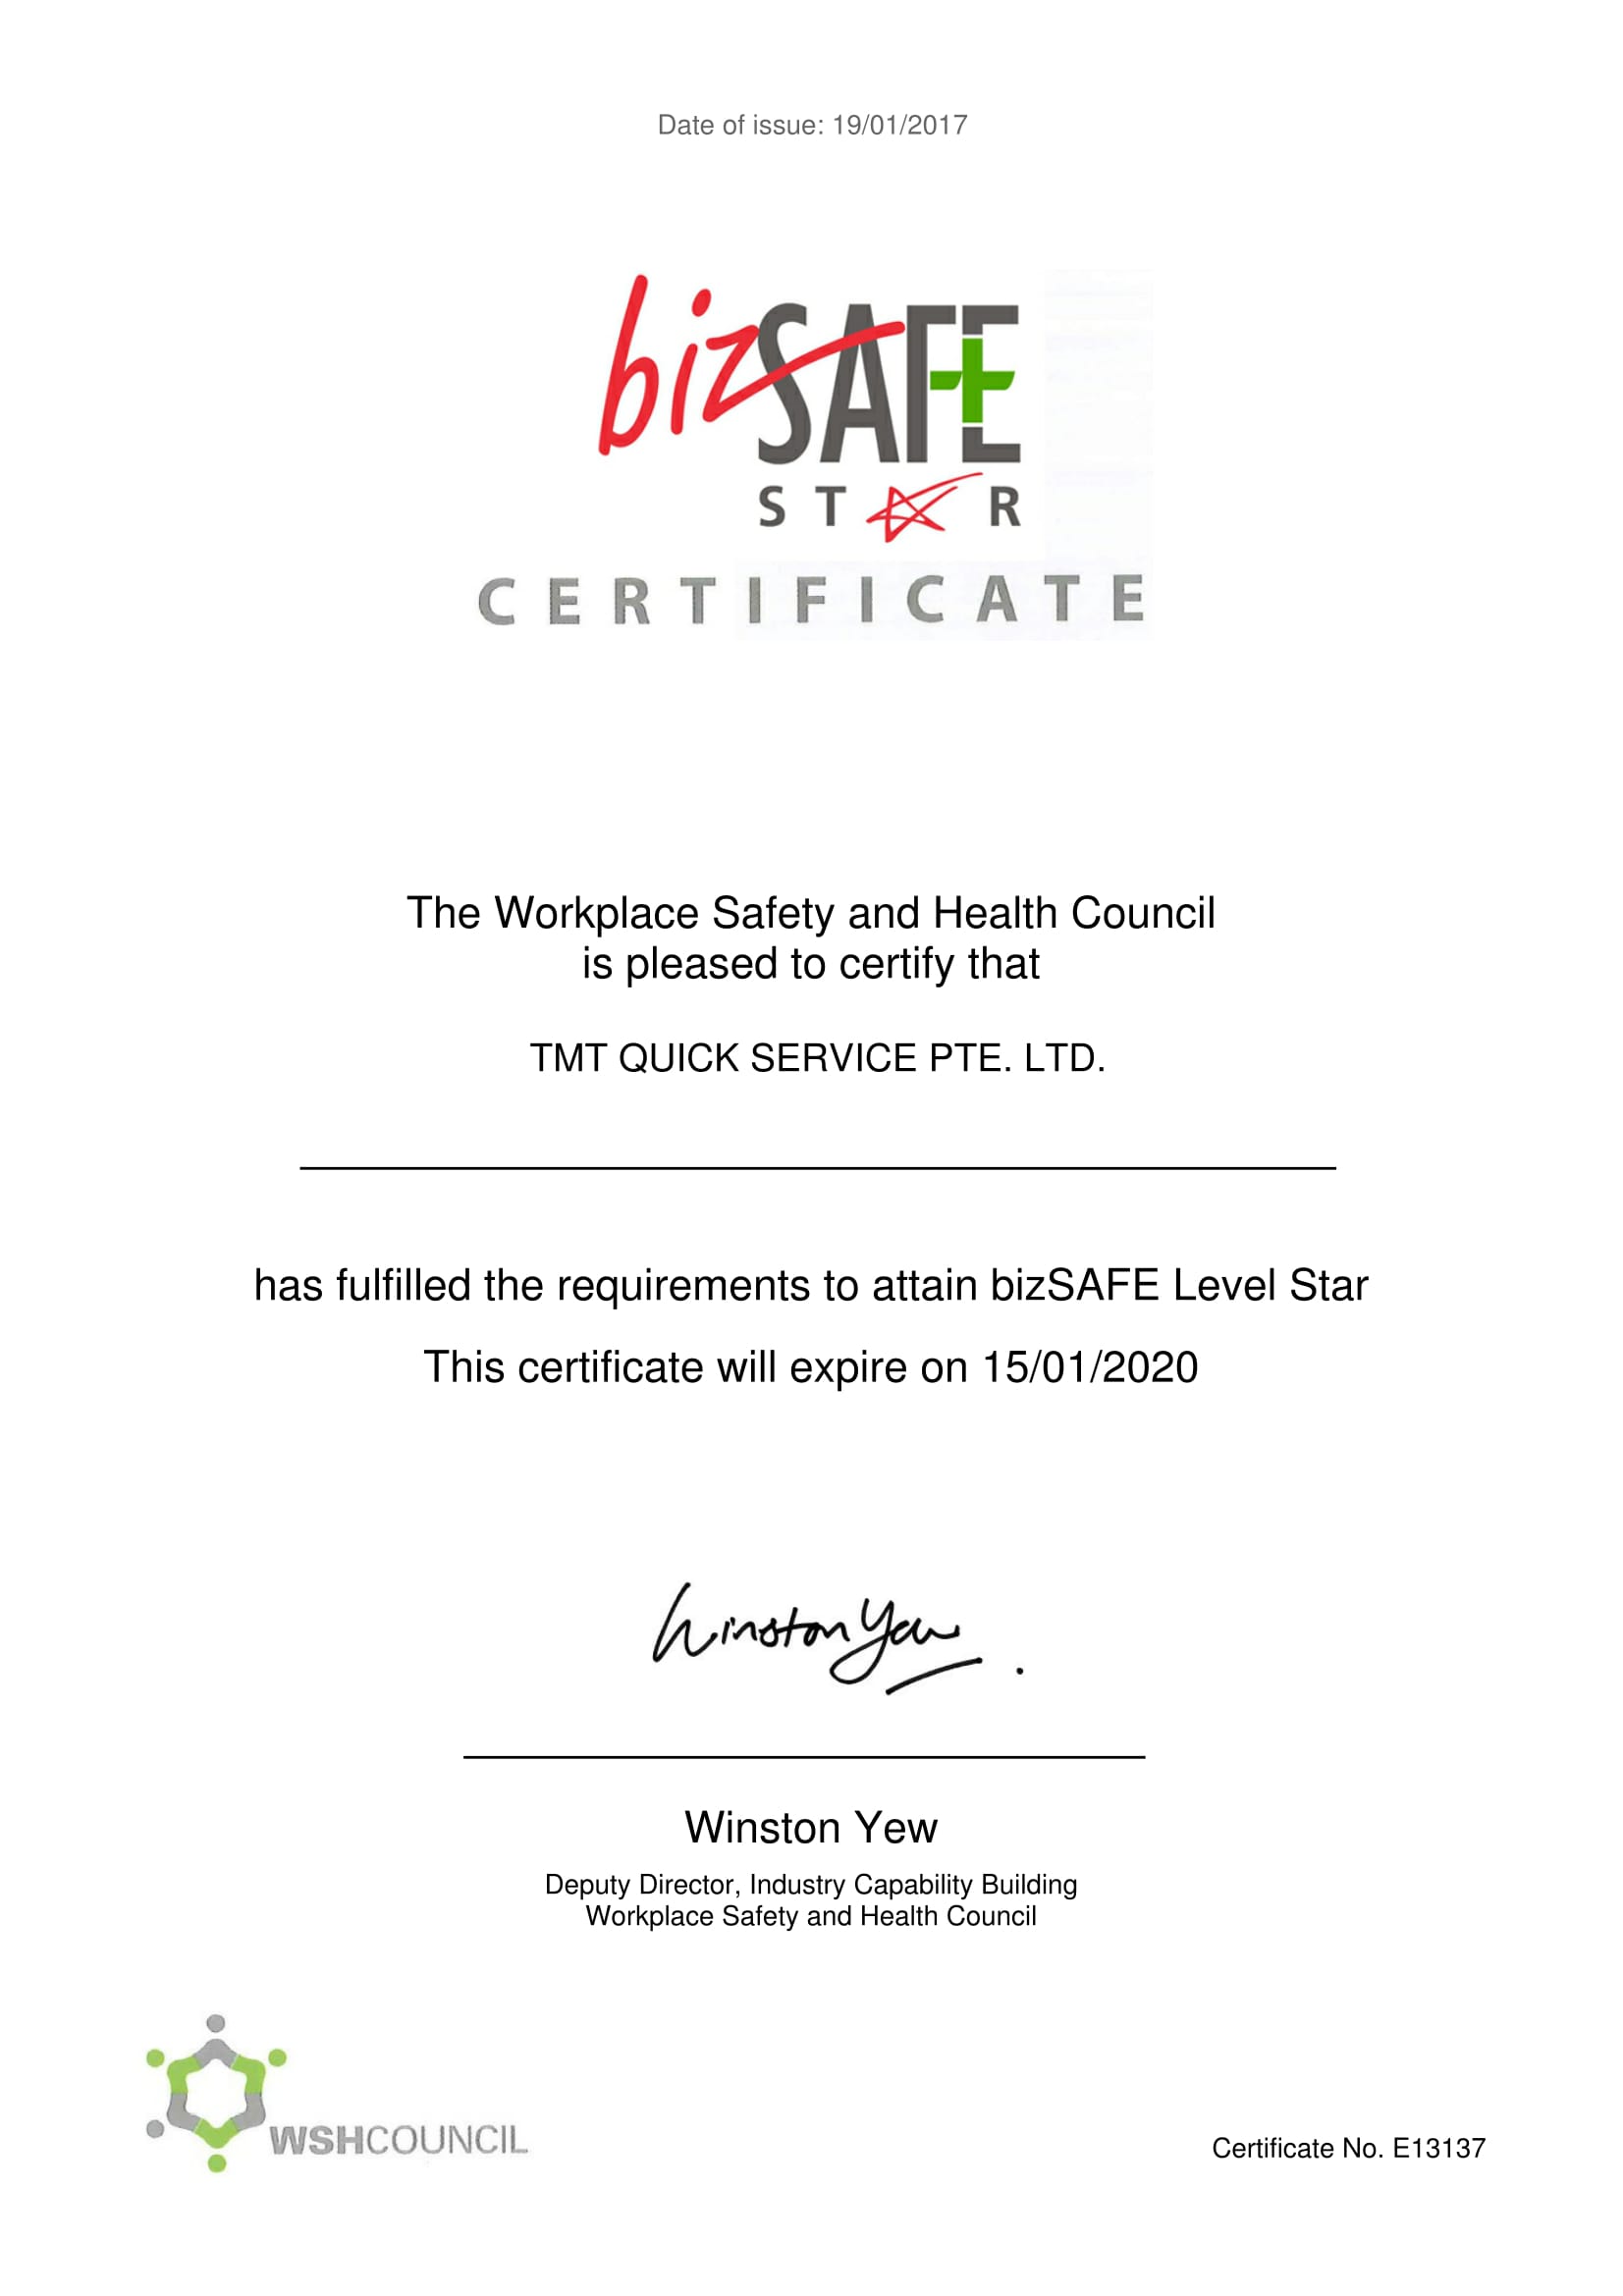 Date of issue: 19/01/2017
bizSAFE
STAR
CERTIFICATE
The Workplace Safety and Health Council
is pleased to certify that
TMT QUICK SERVICE PTE. LTD.
has fulfilled the requirements to attain bizSAFE Level Star
This certificate will expire on 15/01/2020
Winston Yew
Winston Yew
Deputy Director, Industry Capability Building
Workplace Safety and Health Council
WSHCOUNCIL
Certificate No. E13137